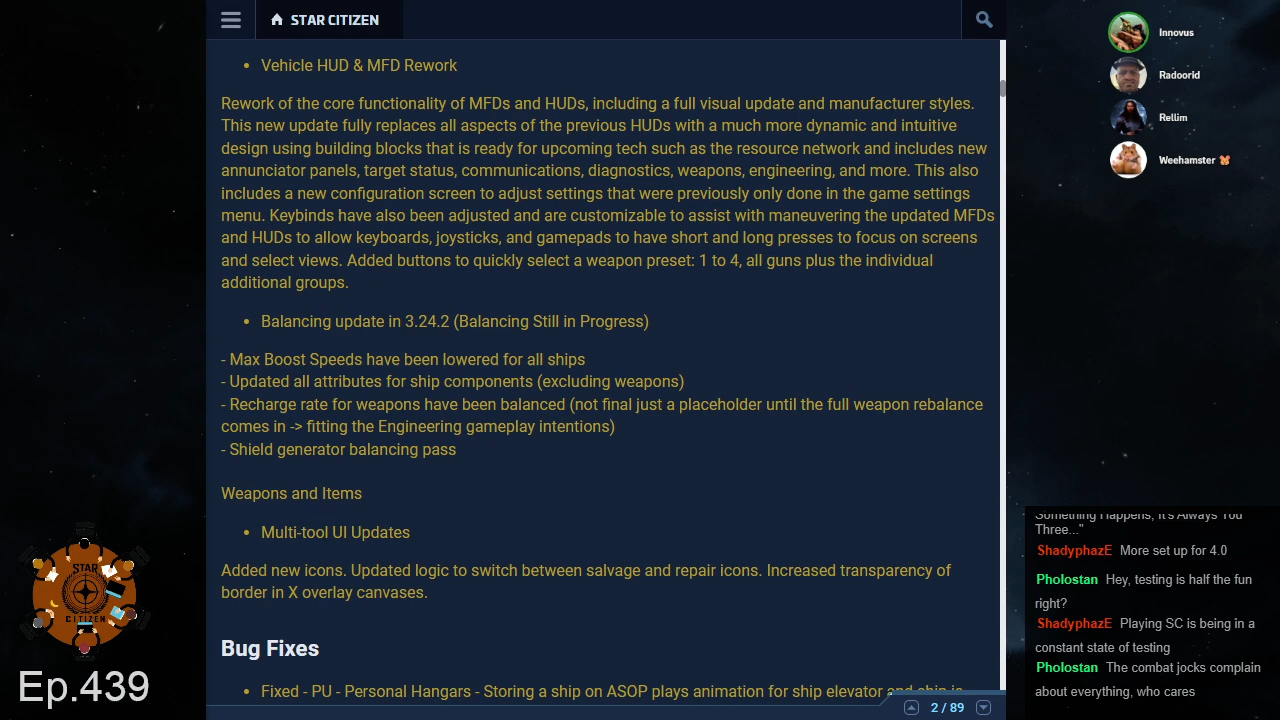 STAR CITIZEN
• Vehicle HUD & MFD Rework
Rework of the core functionality of MFDs and HUDs, including a full visual update and manufacturer styles.
This new update fully replaces all aspects of the previous HUDs with a much more dynamic and intuitive
design using building blocks that is ready for upcoming tech such as the resource network and includes new
annunciator panels, target status, communications, diagnostics, weapons, engineering, and more. This also
includes a new configuration screen to adjust settings that were previously only done in the game settings
menu. Keybinds have also been adjusted and are customizable to assist with maneuvering the updated MFDs
and HUDs to allow keyboards, joysticks, and gamepads to have short and long presses to focus on screens
and select views. Added buttons to quickly select a weapon preset: 1 to 4, all guns plus the individual
additional groups.
• Balancing update in 3.24.2 (Balancing Still in Progress)
- Max Boost Speeds have been lowered for all ships
- Updated all attributes for ship components (excluding weapons)
- Recharge rate for weapons have been balanced (not final just a placeholder until the full weapon rebalance
comes in -> fitting the Engineering gameplay intentions)
- Shield generator balancing pass
Weapons and Items
• Multi-tool UI Updates
Added new icons. Updated logic to switch between salvage and repair icons. Increased transparency of
border in X overlay canvases.
Bug Fixes
• Fixed - PU - Personal Hangars - Storing a ship on ASOP plays animation for ship elevator and ship is
2 / 89
Innovus
Radoorid
Rellim
Weehamster 🐹
Something Happens, It's Always You
Three..."
ShadyphazE More set up for 4.0
Pholostan Hey, testing is half the fun
right?
ShadyphazE Playing SC is being in a
constant state of testing
Pholostan The combat jocks complain
about everything, who cares
STAR
CITIZEN
Ep.439